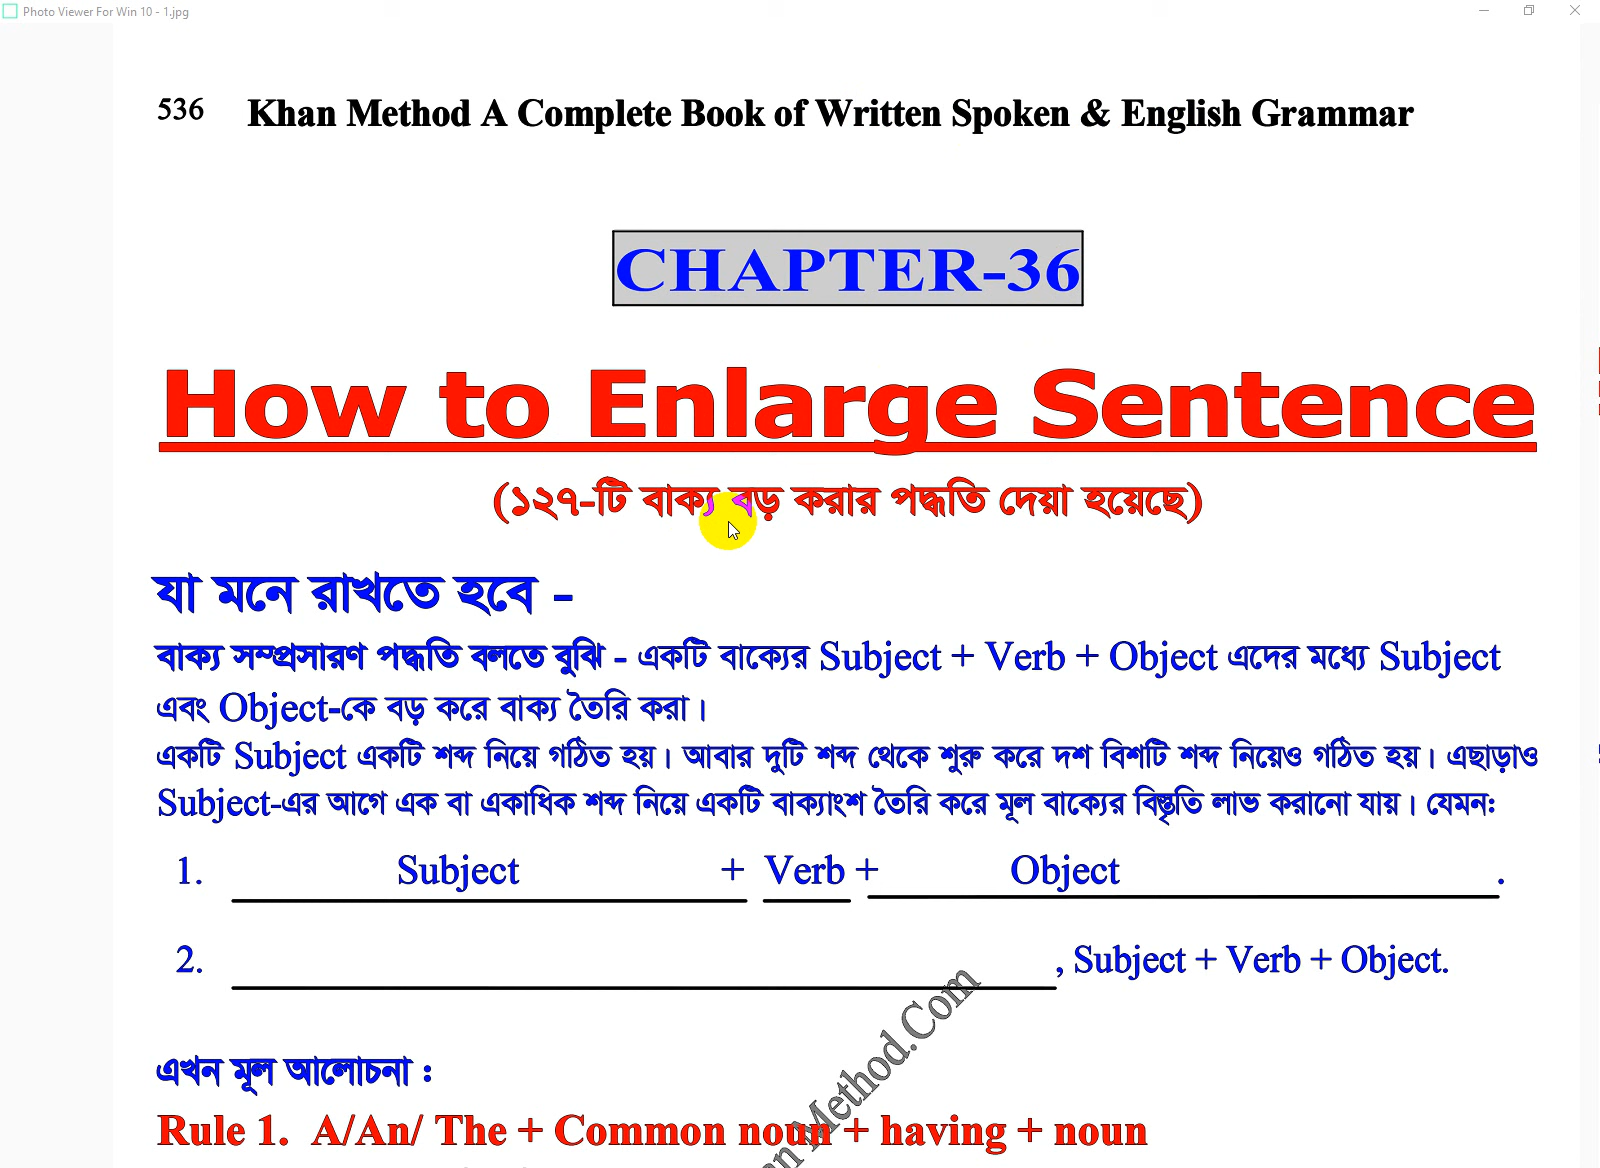 Photo Viewer For Win 10 - 1.jpg
536 Khan Method A Complete Book of Written Spoken & English Grammar
CHAPTER-36
How to Enlarge Sentence
(১২৭-টি বাক্য বড় করার পদ্ধতি দেয়া হয়েছে)
যা মনে রাখতে হবে -
বাক্য সম্প্রসারণ পদ্ধতি বলতে বুঝি - একটি বাক্যের Subject + Verb + Object এদের মধ্যে Subject
এবং Object-কে বড় করে বাক্য তৈরি করা।
একটি Subject একটি শব্দ নিয়ে গঠিত হয়। আবার দুটি শব্দ থেকে শুরু করে দশ বিশটি শব্দ নিয়েও গঠিত হয়। এছাড়াও
Subject-এর আগে এক বা একাধিক শব্দ নিয়ে একটি বাক্যাংশ তৈরি করে মূল বাক্যের বিস্তৃতি লাভ করানো যায়। যেমনঃ
1. Subject + Verb + Object .
2. , Subject + Verb + Object.
এখন মূল আলোচনা :
Rule 1. A/An/ The + Common noun + having + noun
an Method.Com